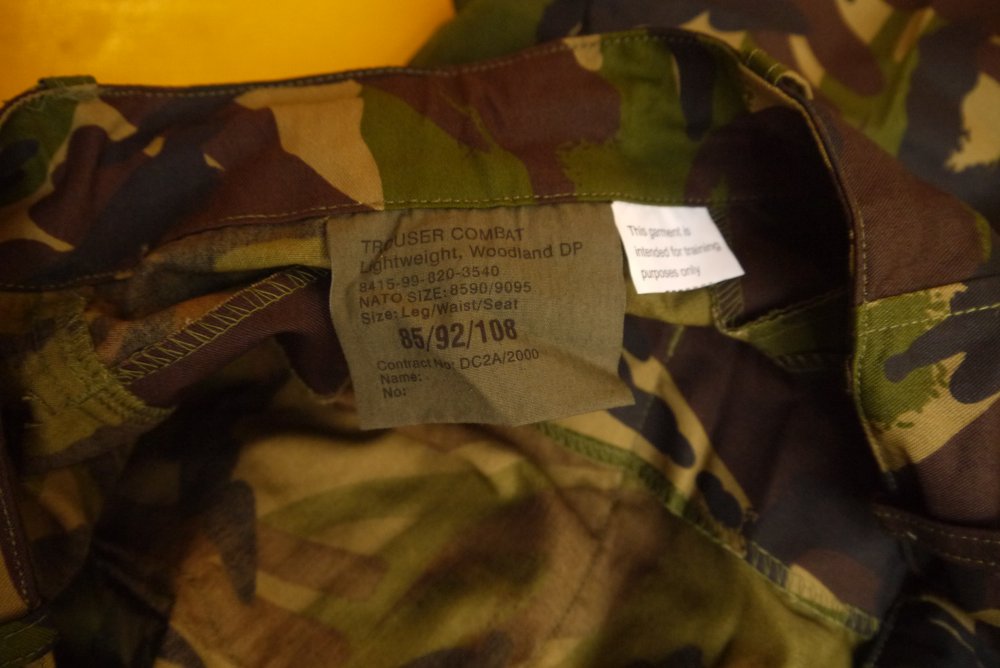 TROUSER COMBAT
Lightweight, Woodland DP
8415-99-820-3540
NATO SIZE: 8590/9095
Size: Leg/Waist/Seat
85/92/108
Contract No: DC2A/2000
Name:
No:
This garment is
intended for training
purposes only